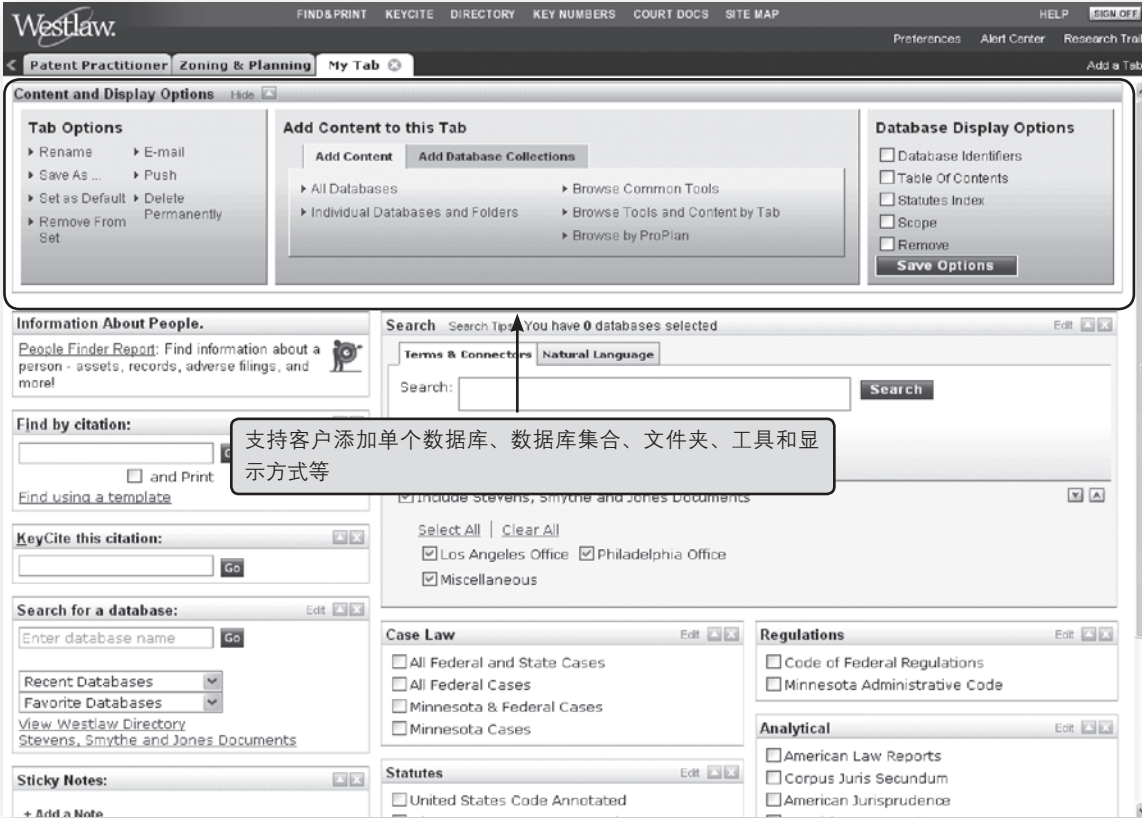 FIND&PRINT KEYCITE DIRECTORY KEY NUMBERS COURT DOCS SITE MAP HELP SIGN OFF
Westlaw.
Preferences Alert Center Research Trail
Patent Practitioner Zoning & Planning My Tab Add a Tab
Content and Display Options Hide
Tab Options
Rename E-mail
Save As ... Push
Set as Default Delete Permanently
Remove From Set
Add Content to this Tab
Add Content Add Database Collections
All Databases Browse Common Tools
Individual Databases and Folders Browse Tools and Content by Tab
Browse by ProPlan
Database Display Options
Database Identifiers
Table Of Contents
Statutes Index
Scope
Remove
Save Options
Information About People.
People Finder Report: Find information about a
person - assets, records, adverse filings, and
more!
Find by citation:
and Print
Find using a template
KeyCite this citation:
Go
Search for a database: Edit
Enter database name Go
Recent Databases
Favorite Databases
View Westlaw Directory
Stevens, Smythe and Jones Documents
Sticky Notes:
+ Add a Note
Search Search Tips You have 0 databases selected Edit
Terms & Connectors Natural Language
Search: Search
支持客户添加单个数据库、数据库集合、文件夹、工具和显
示方式等
Include Stevens, Smythe and Jones Documents
Select All | Clear All
Los Angeles Office Philadelphia Office
Miscellaneous
Case Law Edit
All Federal and State Cases
All Federal Cases
Minnesota & Federal Cases
Minnesota Cases
Statutes Edit
United States Code Annotated
Regulations Edit
Code of Federal Regulations
Minnesota Administrative Code
Analytical Edit
American Law Reports
Corpus Juris Secundum
American Jurisprudence